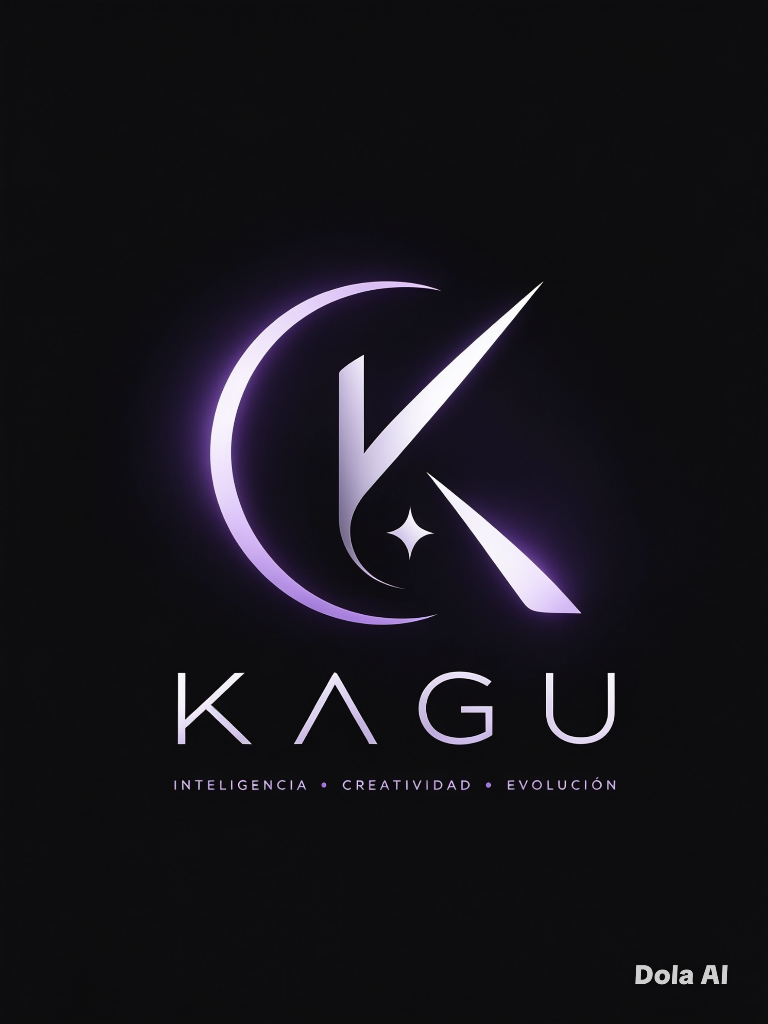 KAGU
INTELIGENCIA • CREATIVIDAD • EVOLUCIÓN
Dola AI